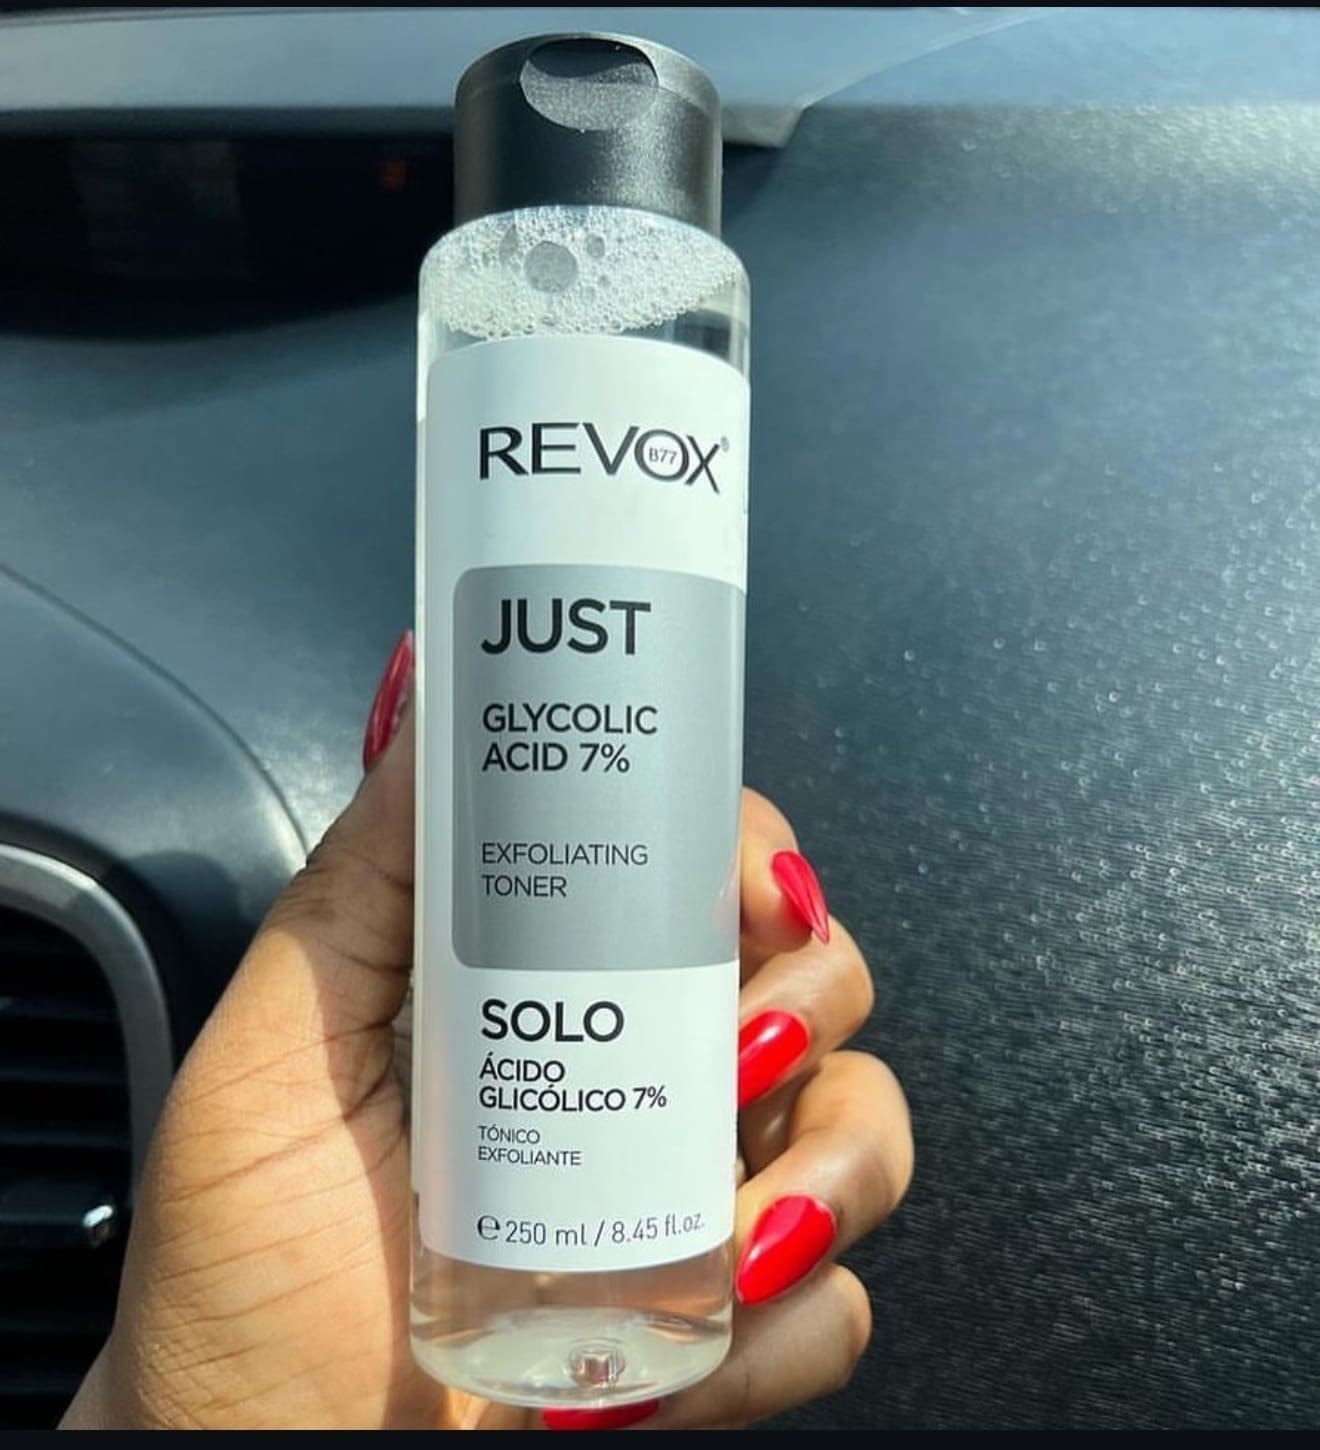 REVOX®
B77
JUST
GLYCOLIC
ACID 7%
EXFOLIATING
TONER
SOLO
ÁCIDO
GLICÓLICO 7%
TÓNICO
EXFOLIANTE
℮ 250 ml / 8.45 fl.oz.